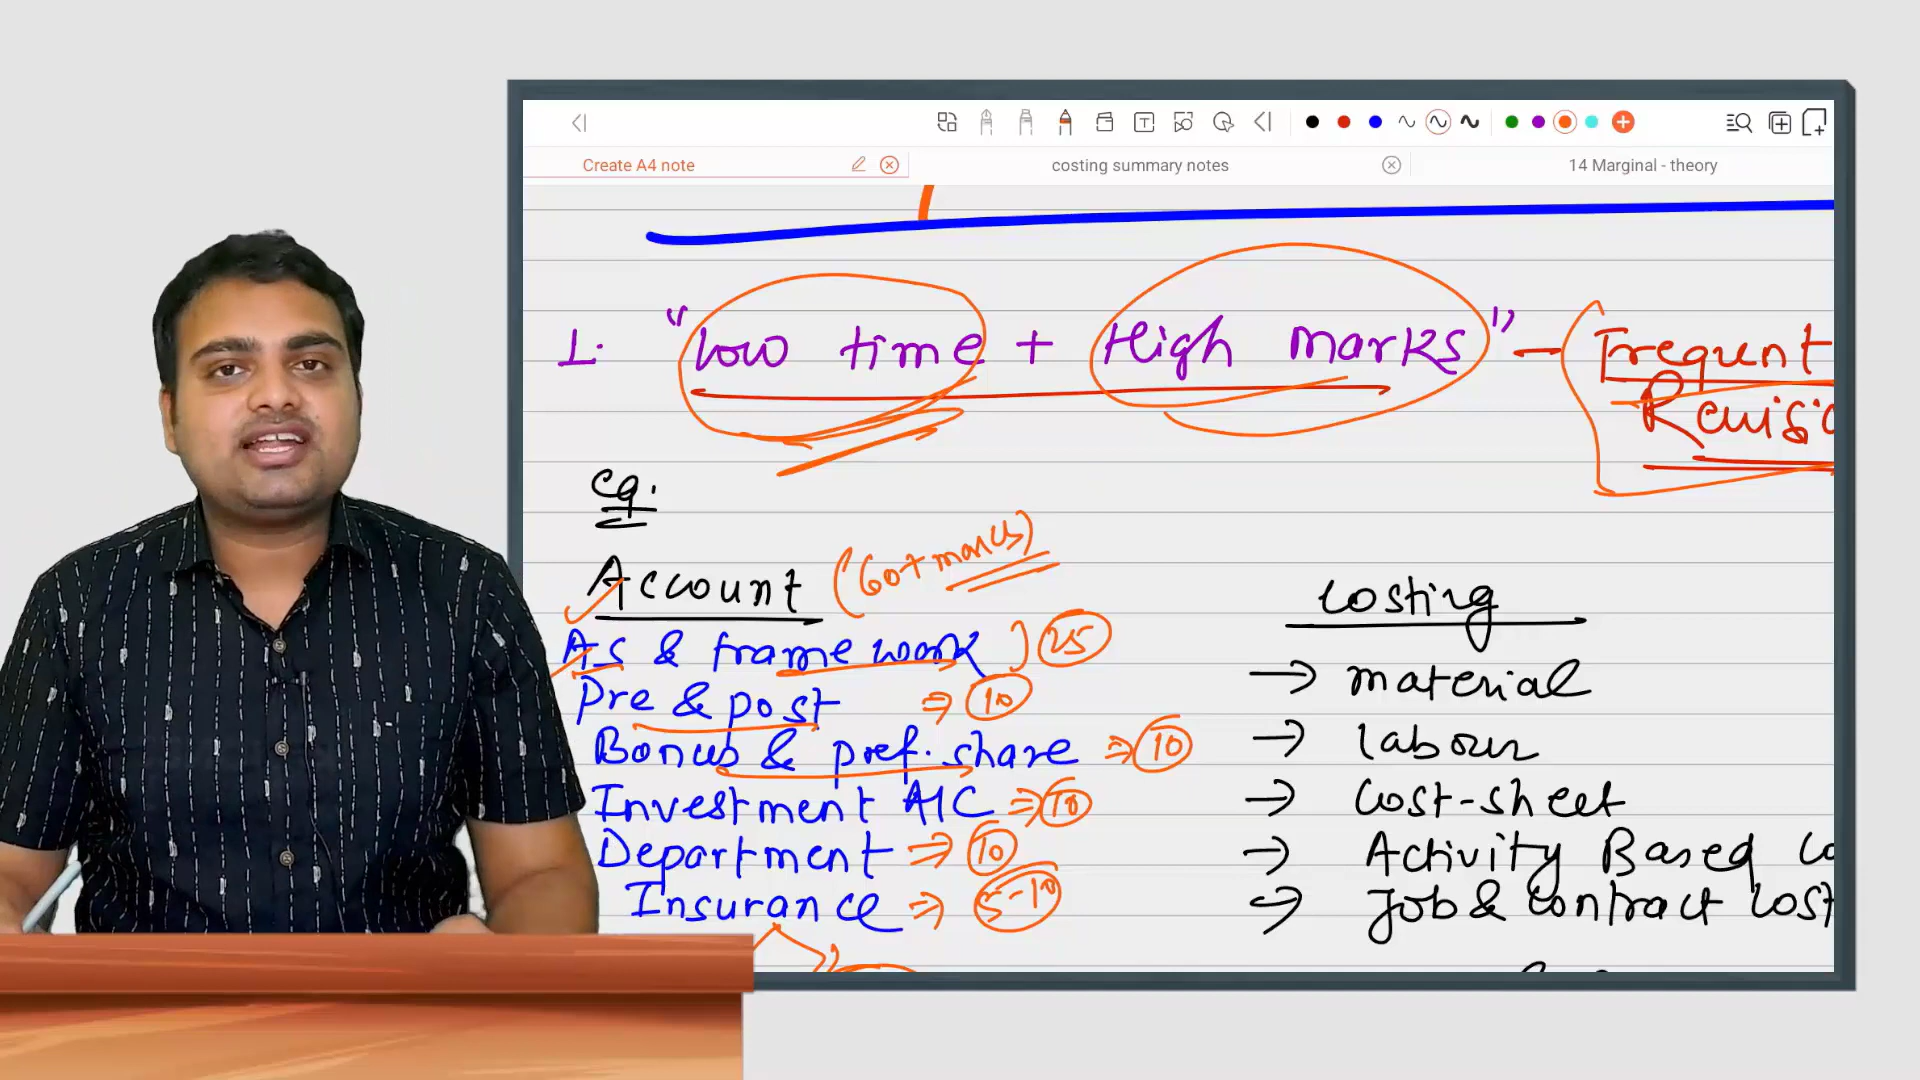 Create A4 note
costing summary notes
14 Marginal - theory
1. "Low time + High marks" - Frequent
Revisio
eg.
Account (60+ marks)
AS & frame work } 25
Pre & post ⇒ 10
Bonus & pref. share ⇒ 10
Investment A/C ⇒ 10
Department ⇒ 10
Insurance ⇒ 5-10
costing
→ material
→ labour
→ cost-sheet
→ Activity Based Co
→ Job & contract cost